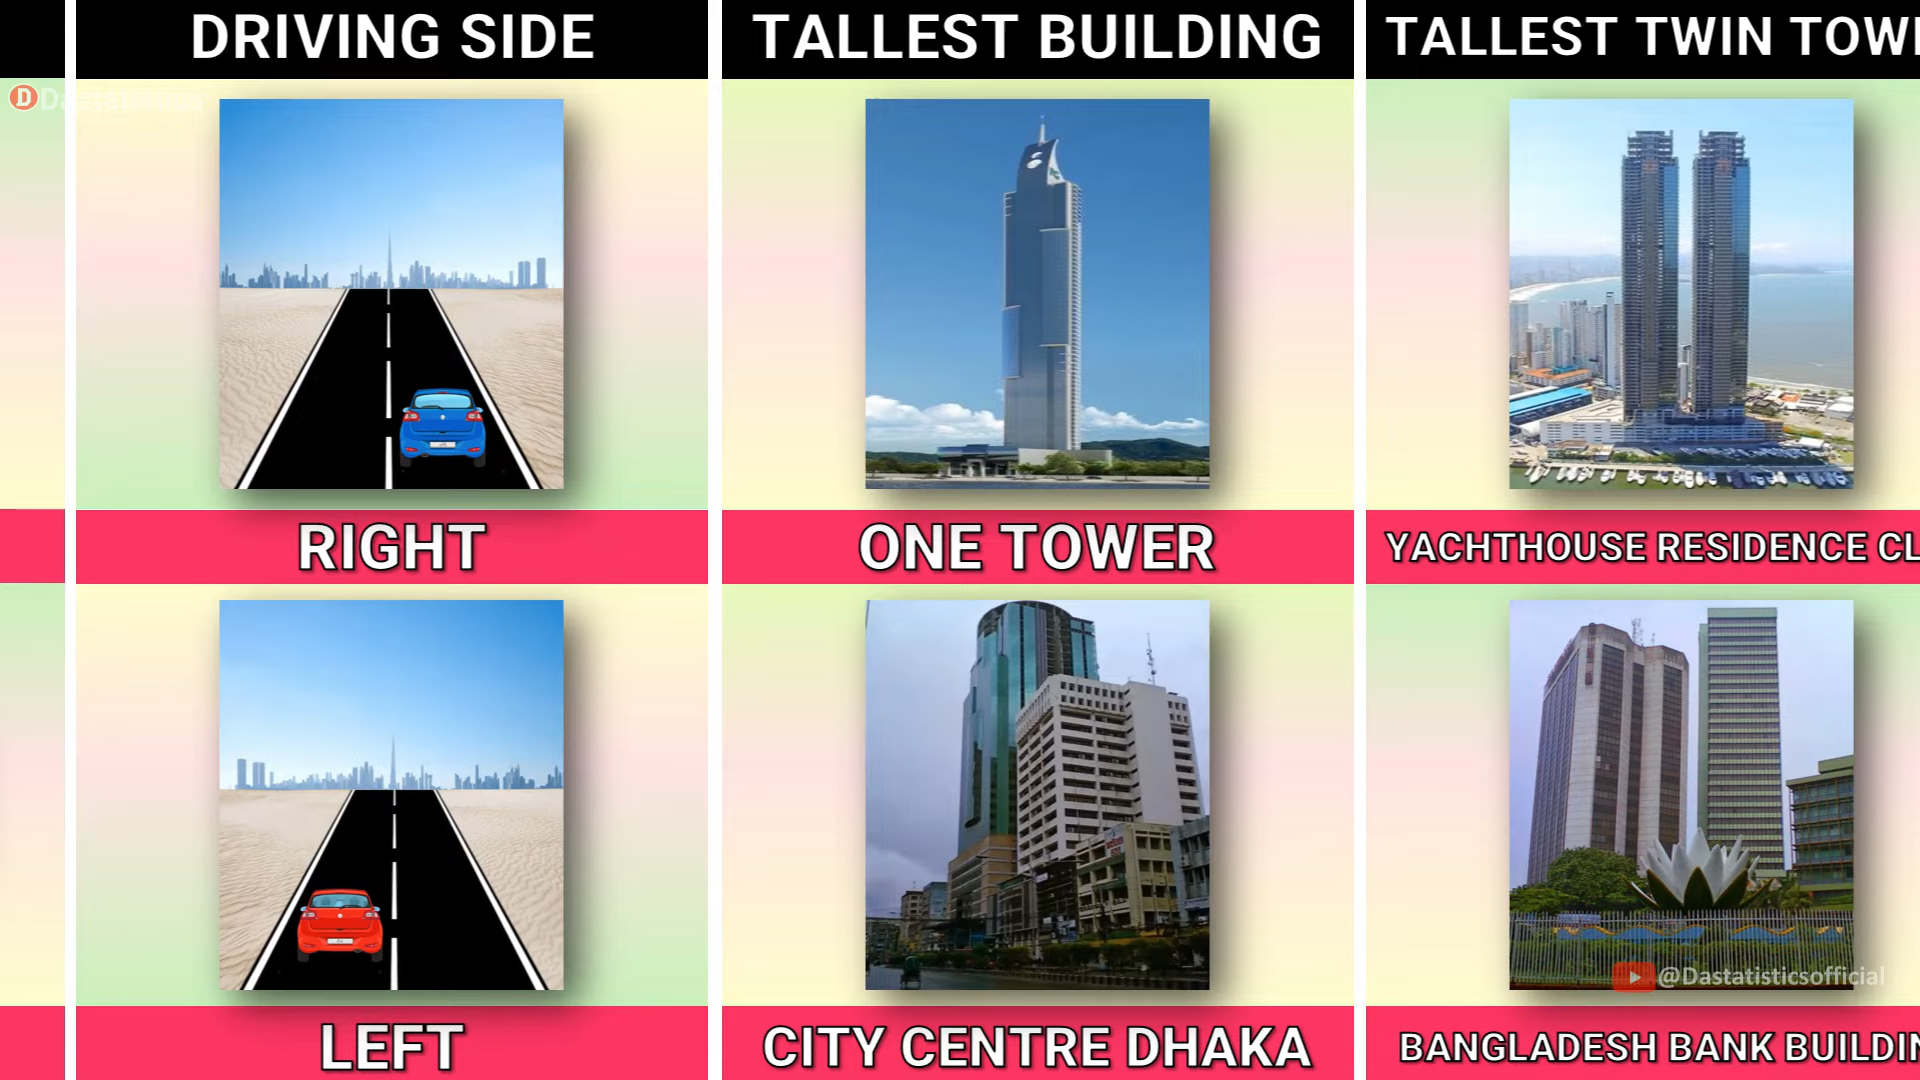 DRIVING SIDE
TALLEST BUILDING
TALLEST TWIN TOW
RIGHT
ONE TOWER
YACHTHOUSE RESIDENCE CL
LEFT
CITY CENTRE DHAKA
BANGLADESH BANK BUILDIN
@Dastatisticsofficial